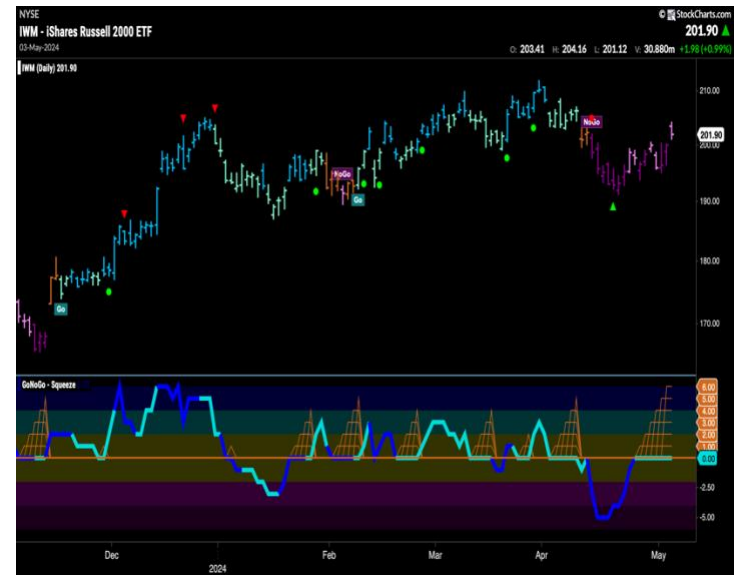 NYSE
© StockCharts.com
IWM - iShares Russell 2000 ETF
201.90
03-May-2024
O: 203.41 H: 204.16 L: 201.12 V: 30.880m +1.98 (+0.99%)
IWM (Daily) 201.90
210.00
NoGo
201.90
200.00
NoGo
190.00
Go
180.00
Go
170.00
GoNoGo - Squeeze
6.00
5.00
4.00
3.00
2.00
1.00
0.00
-2.50
-5.00
Dec
Feb
Mar
Apr
May
2024